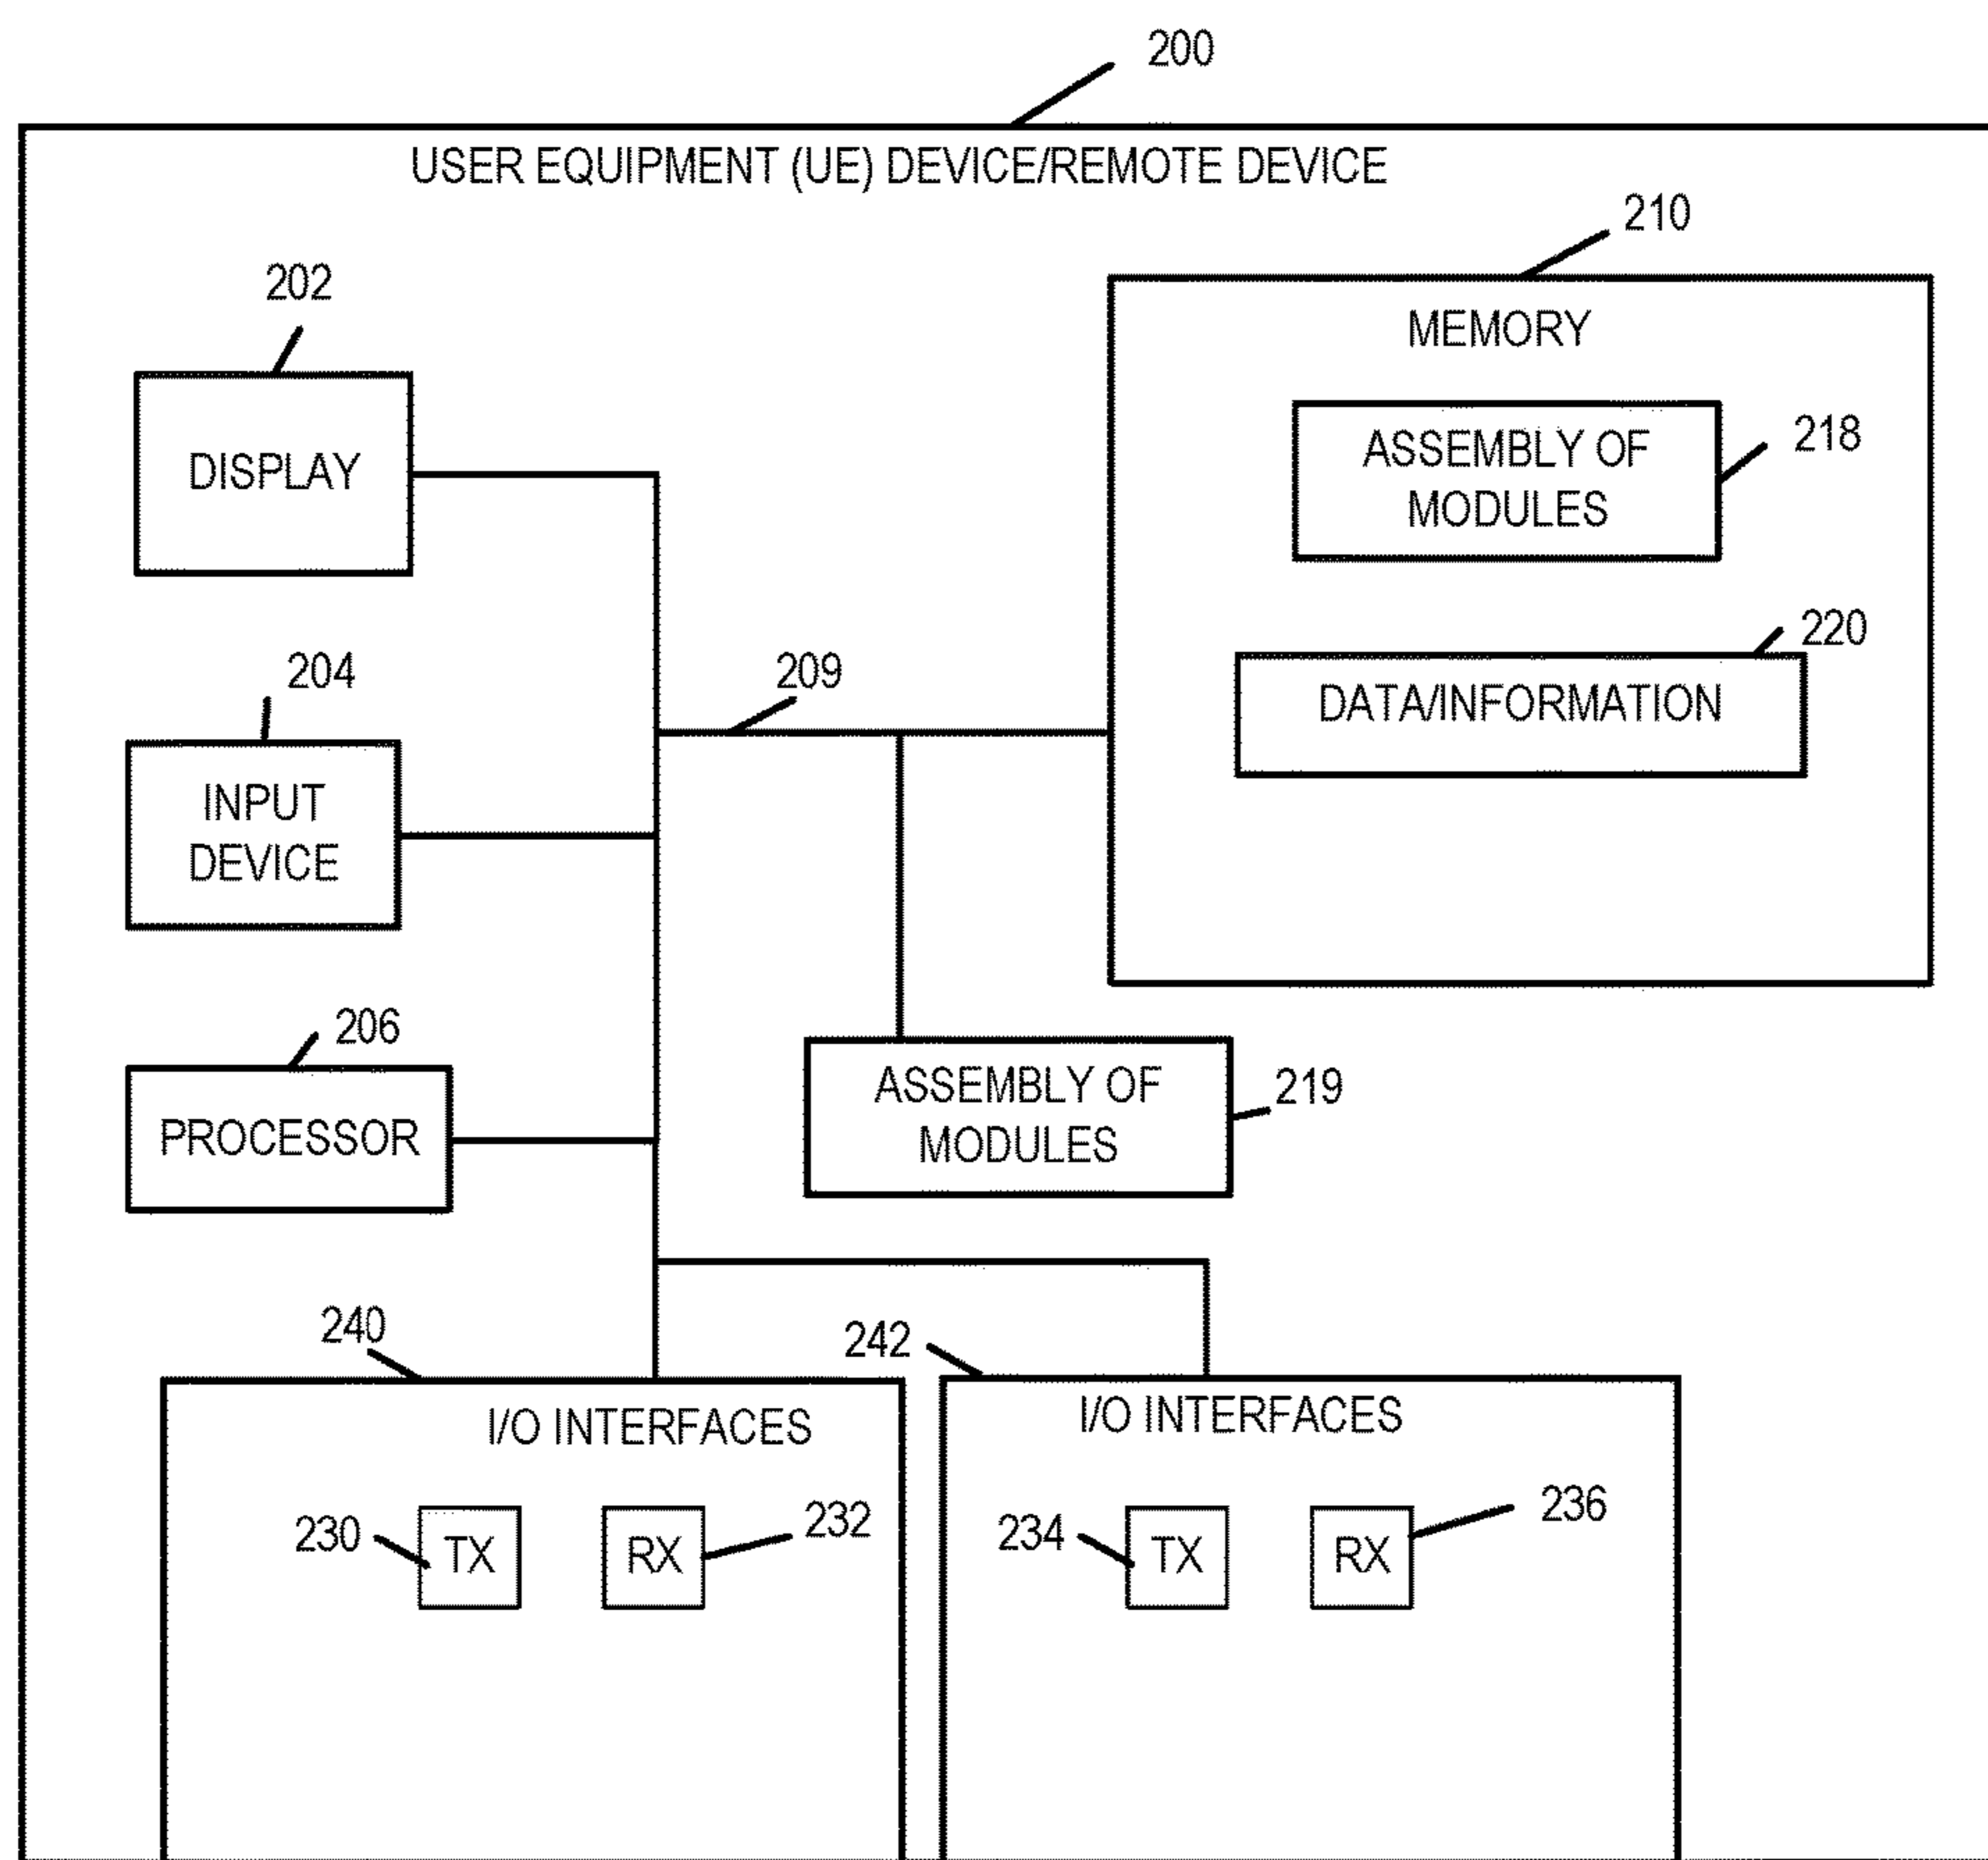 200
USER EQUIPMENT (UE) DEVICE/REMOTE DEVICE
210
MEMORY
202
DISPLAY
ASSEMBLY OF
MODULES
218
220
DATA/INFORMATION
204
INPUT
DEVICE
209
206
PROCESSOR
ASSEMBLY OF
MODULES
219
240
I/O INTERFACES
230
TX
RX
232
242
I/O INTERFACES
234
TX
RX
236